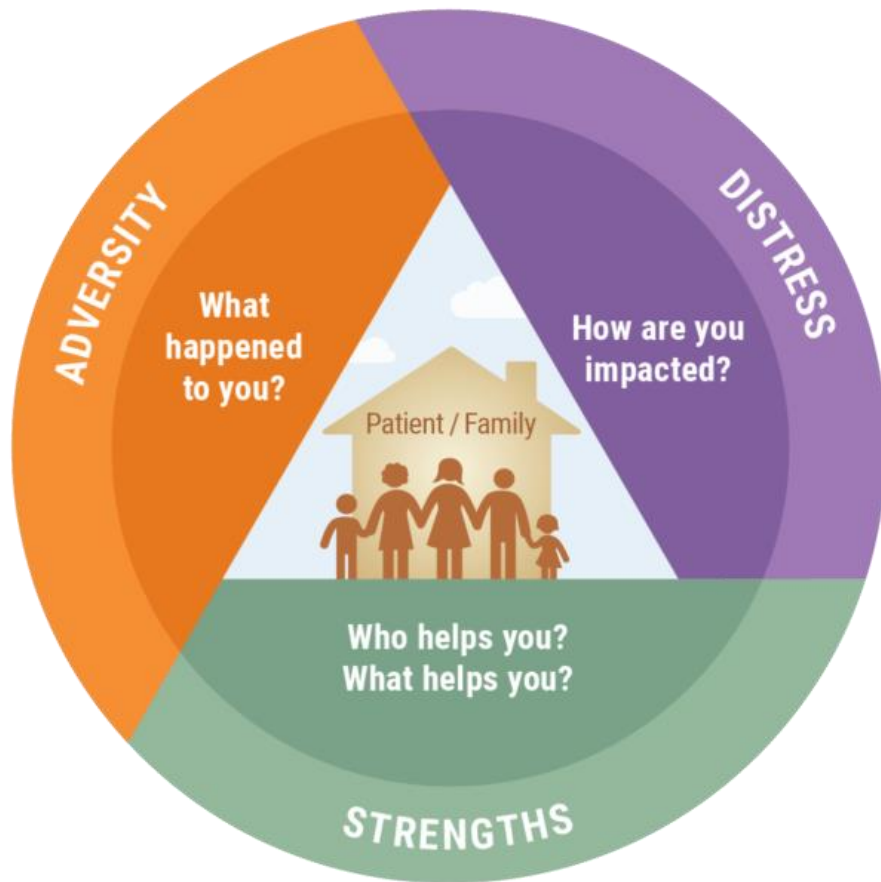 ADVERSITY
What
happened
to you?
DISTRESS
How are you
impacted?
Patient / Family
Who helps you?
What helps you?
STRENGTHS